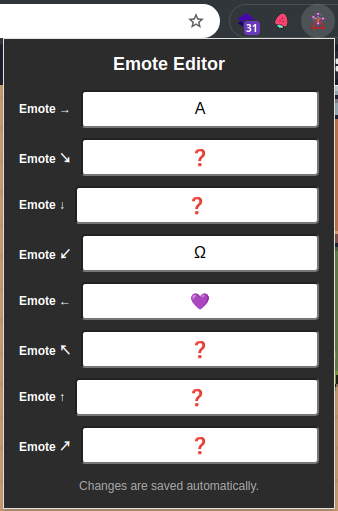 31
Emote Editor
Emote → A
Emote ↘ ❓
Emote ↓ ❓
Emote ↙ Ω
Emote ← 💜
Emote ↖ ❓
Emote ↑ ❓
Emote ↗ ❓
Changes are saved automatically.